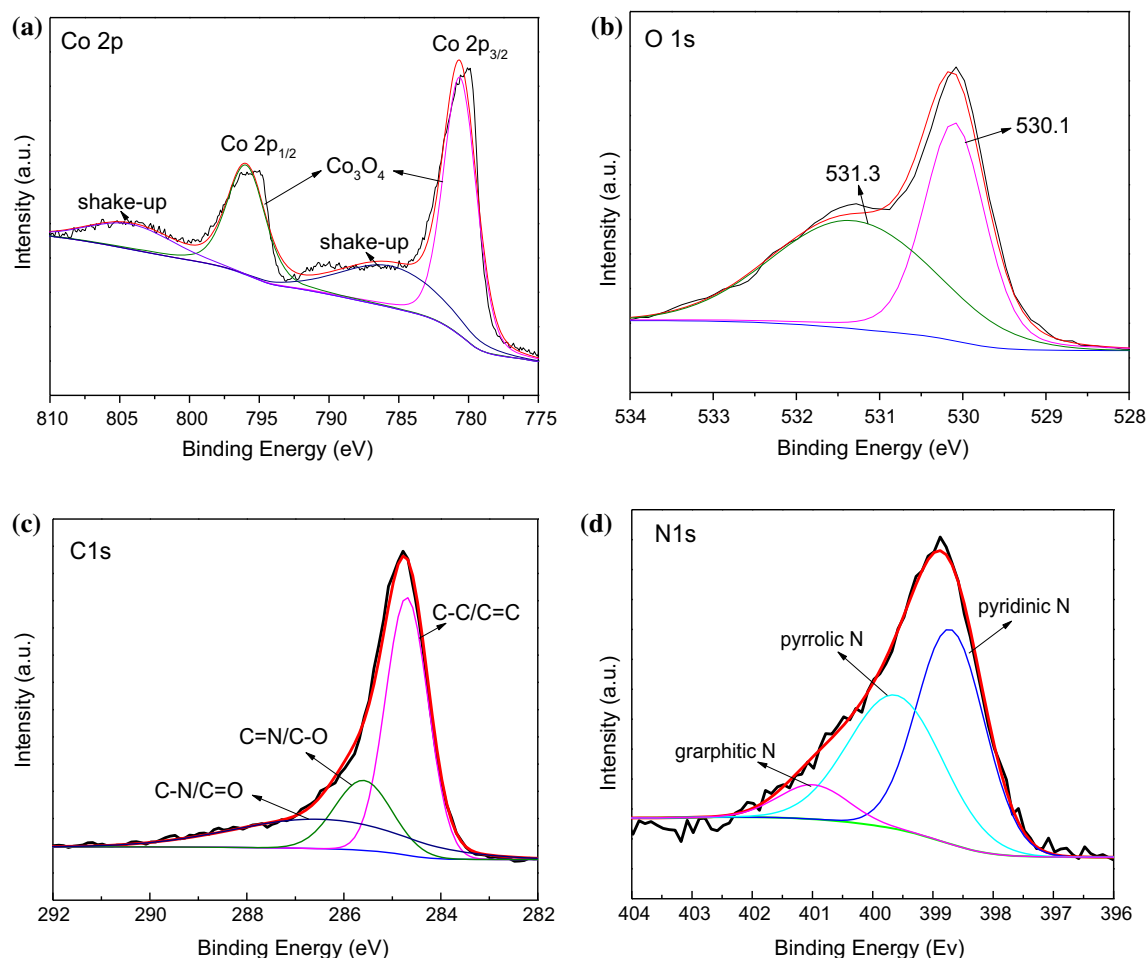 (a)
Co 2p
Co 2p3/2
Co 2p1/2
Co3O4
shake-up
shake-up
Intensity (a.u.)
810 805 800 795 790 785 780 775
Binding Energy (eV)
(b)
O 1s
530.1
531.3
Intensity (a.u.)
534 533 532 531 530 529 528
Binding Energy (eV)
(c)
C1s
C-C/C=C
C=N/C-O
C-N/C=O
Intensity (a.u.)
292 290 288 286 284 282
Binding Energy (eV)
(d)
N1s
pyridinic N
pyrrolic N
grarphitic N
Intensity (a.u.)
404 403 402 401 400 399 398 397 396
Binding Energy (Ev)